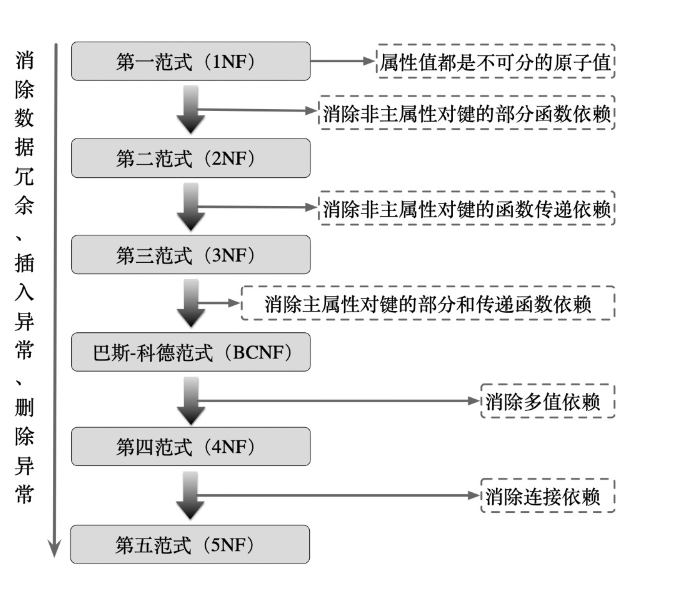 消除数据冗余、插入异常、删除异常
第一范式（1NF）
属性值都是不可分的原子值
消除非主属性对键的部分函数依赖
第二范式（2NF）
消除非主属性对键的函数传递依赖
第三范式（3NF）
消除主属性对键的部分和传递函数依赖
巴斯-科德范式（BCNF）
消除多值依赖
第四范式（4NF）
消除连接依赖
第五范式（5NF）